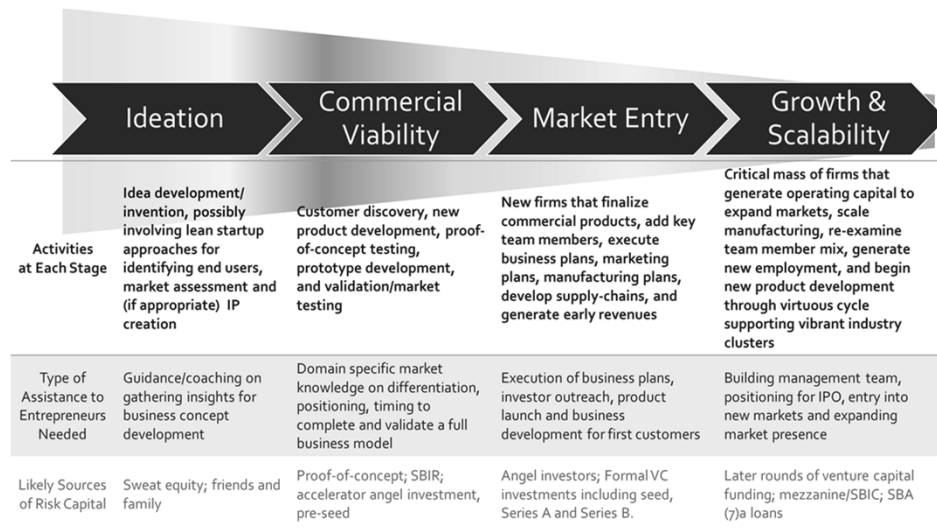 Ideation
Commercial
Viability
Market Entry
Growth &
Scalability
Activities
at Each Stage
Idea development/
invention, possibly
involving lean startup
approaches for
identifying end users,
market assessment and
(if appropriate) IP
creation
Customer discovery, new
product development, proof-
of-concept testing,
prototype development,
and validation/market
testing
New firms that finalize
commercial products, add key
team members, execute
business plans, marketing
plans, manufacturing plans,
develop supply-chains, and
generate early revenues
Critical mass of firms that
generate operating capital to
expand markets, scale
manufacturing, re-examine
team member mix, generate
new employment, and begin
new product development
through virtuous cycle
supporting vibrant industry
clusters
Type of
Assistance to
Entrepreneurs
Needed
Guidance/coaching on
gathering insights for
business concept
development
Domain specific market
knowledge on differentiation,
positioning, timing to
complete and validate a full
business model
Execution of business plans,
investor outreach, product
launch and business
development for first customers
Building management team,
positioning for IPO, entry into
new markets and expanding
market presence
Likely Sources
of Risk Capital
Sweat equity; friends and
family
Proof-of-concept; SBIR;
accelerator angel investment,
pre-seed
Angel investors; Formal VC
investments including seed,
Series A and Series B.
Later rounds of venture capital
funding; mezzanine/SBIC; SBA
(7)a loans